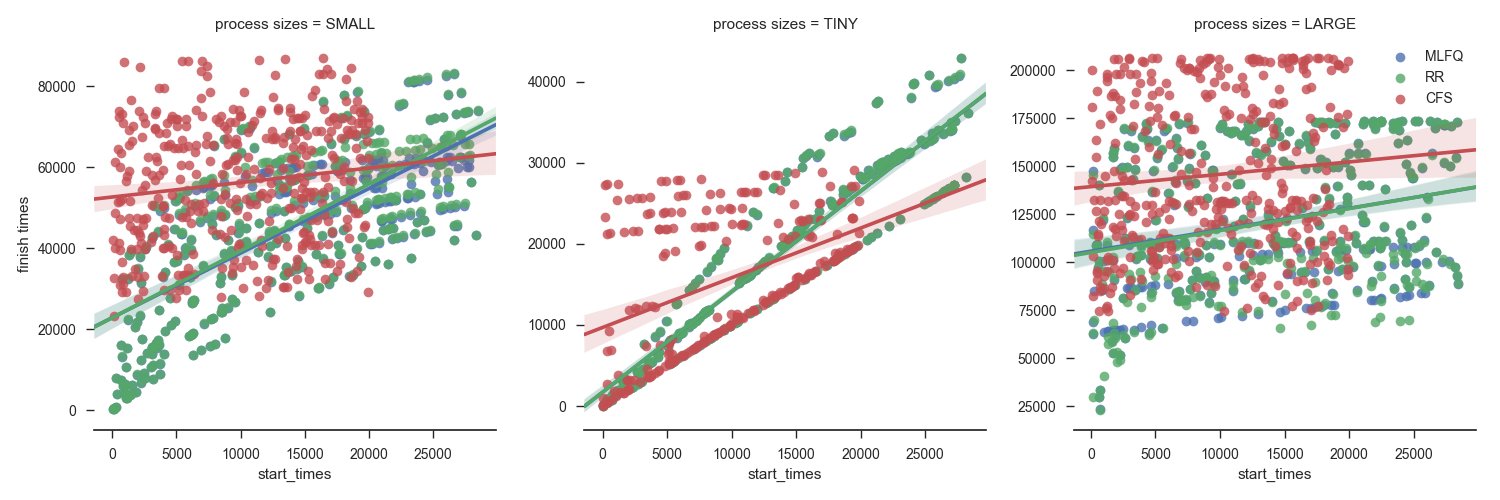 process sizes = SMALL
process sizes = TINY
process sizes = LARGE
MLFQ
RR
CFS
finish times
80000
60000
40000
20000
0
0 5000 10000 15000 20000 25000
start_times
40000
30000
20000
10000
0
0 5000 10000 15000 20000 25000
start_times
200000
175000
150000
125000
100000
75000
50000
25000
0 5000 10000 15000 20000 25000
start_times